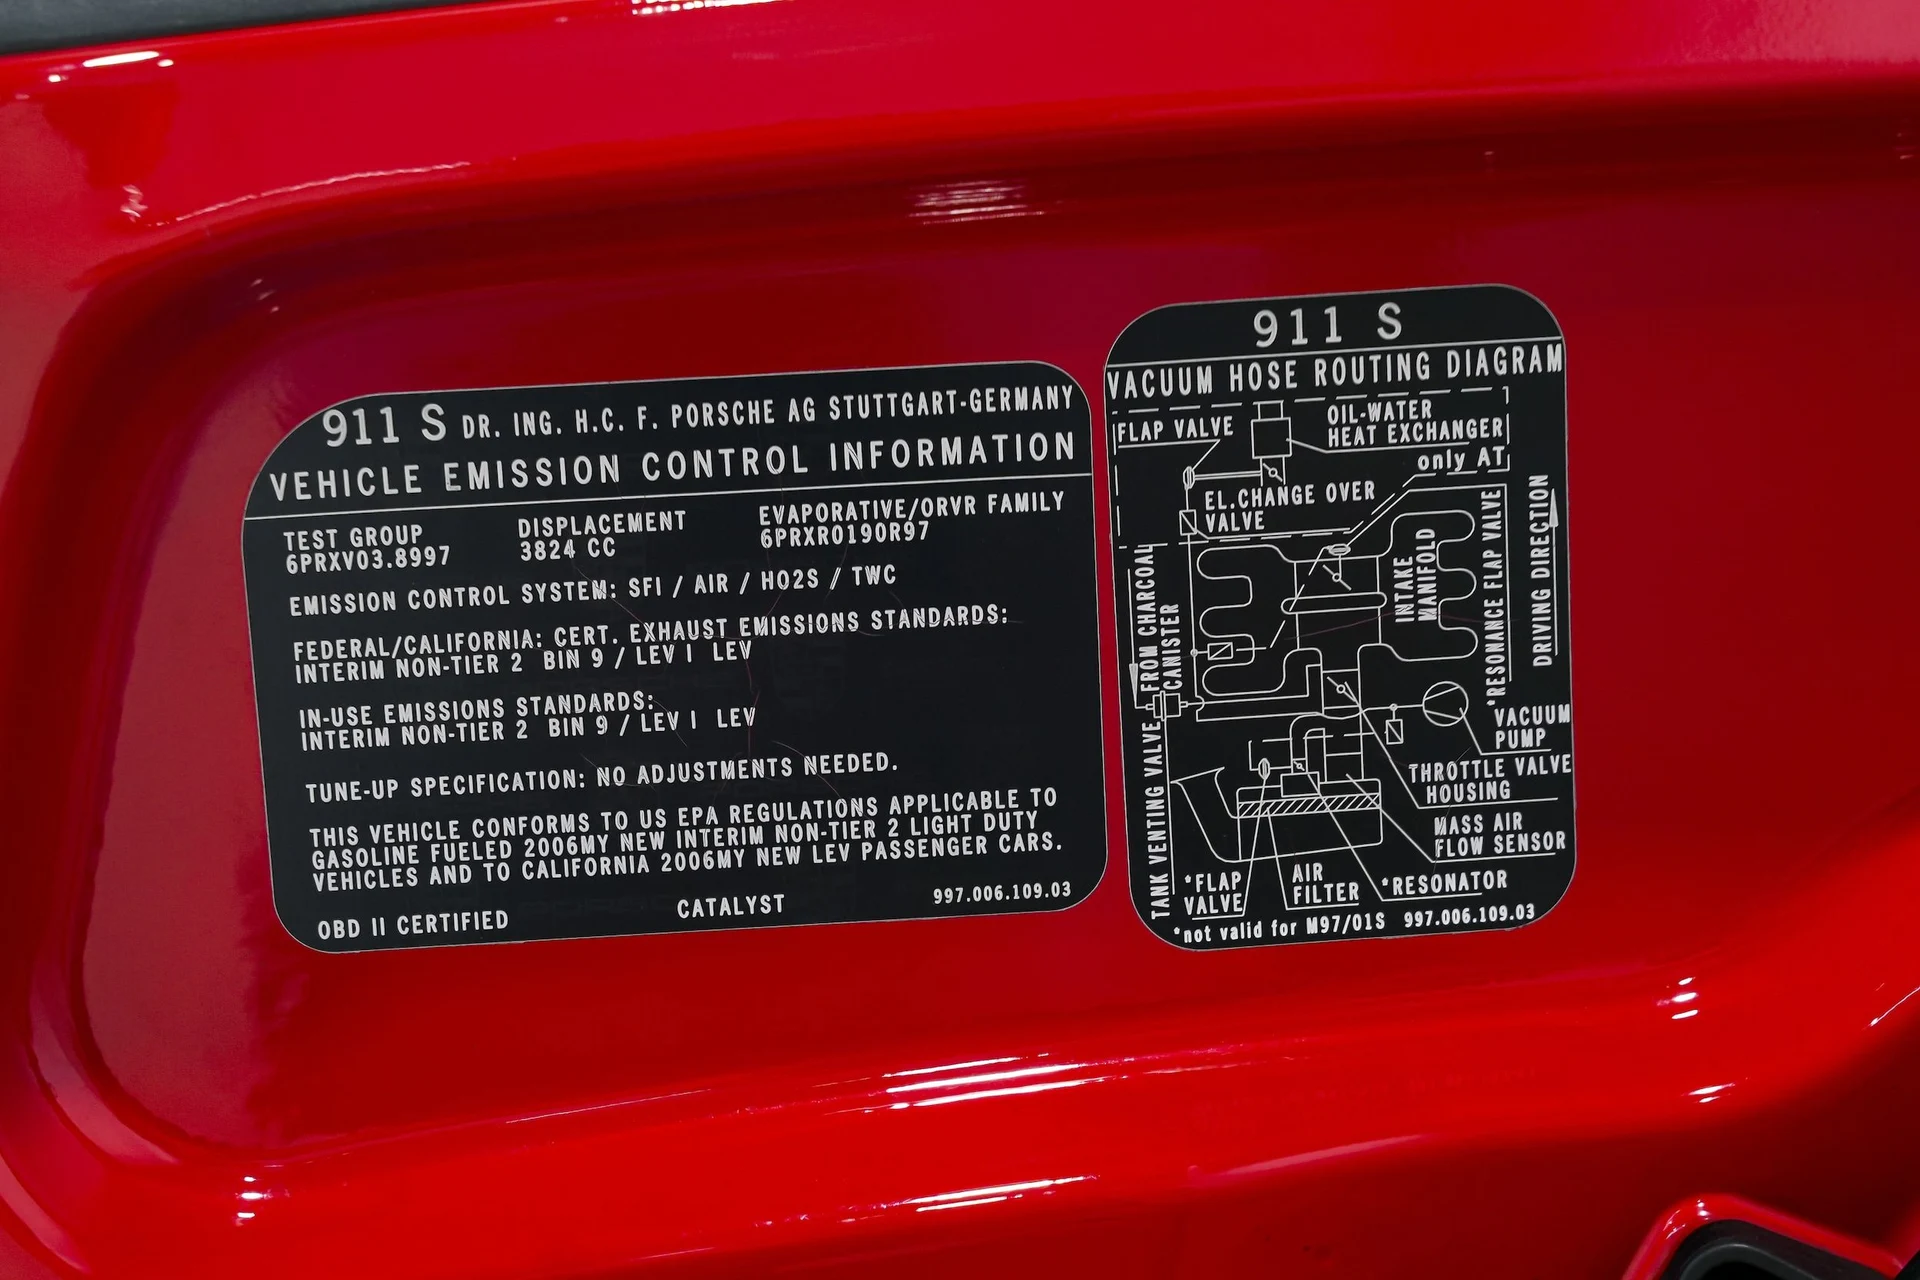 911 S DR. ING. H.C. F. PORSCHE AG STUTTGART-GERMANY
VEHICLE EMISSION CONTROL INFORMATION
TEST GROUP DISPLACEMENT EVAPORATIVE/ORVR FAMILY
6PRXV03.8997 3824 CC 6PRXR0190R97
EMISSION CONTROL SYSTEM: SFI / AIR / HO2S / TWC
FEDERAL/CALIFORNIA: CERT. EXHAUST EMISSIONS STANDARDS:
INTERIM NON-TIER 2 BIN 9 / LEV I LEV
IN-USE EMISSIONS STANDARDS:
INTERIM NON-TIER 2 BIN 9 / LEV I LEV
TUNE-UP SPECIFICATION: NO ADJUSTMENTS NEEDED.
THIS VEHICLE CONFORMS TO US EPA REGULATIONS APPLICABLE TO
GASOLINE FUELED 2006MY NEW INTERIM NON-TIER 2 LIGHT DUTY
VEHICLES AND TO CALIFORNIA 2006MY NEW LEV PASSENGER CARS.
OBD II CERTIFIED CATALYST 997.006.109.03
911 S
VACUUM HOSE ROUTING DIAGRAM
FLAP VALVE
OIL-WATER
HEAT EXCHANGER
only AT
EL.CHANGE OVER
VALVE
INTAKE
MANIFOLD
*RESONANCE FLAP VALVE
DRIVING DIRECTION
FROM CHARCOAL
CANISTER
TANK VENTING VALVE
*VACUUM
PUMP
THROTTLE VALVE
HOUSING
MASS AIR
FLOW SENSOR
*FLAP
VALVE
AIR
FILTER
*RESONATOR
*not valid for M97/01S 997.006.109.03